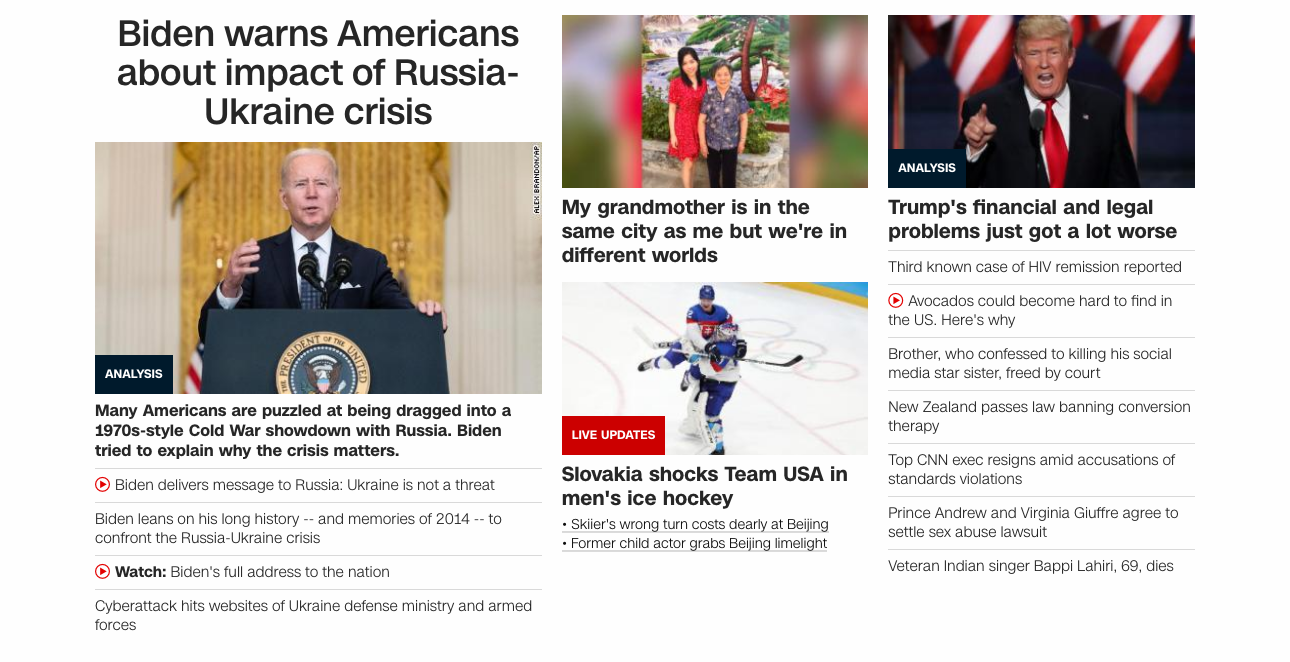 Biden warns Americans
about impact of Russia-
Ukraine crisis
ALEX BRANDON/AP
PRESIDENT OF THE
ANALYSIS
Many Americans are puzzled at being dragged into a
1970s-style Cold War showdown with Russia. Biden
tried to explain why the crisis matters.
Biden delivers message to Russia: Ukraine is not a threat
Biden leans on his long history -- and memories of 2014 -- to
confront the Russia-Ukraine crisis
Watch: Biden's full address to the nation
Cyberattack hits websites of Ukraine defense ministry and armed
forces
My grandmother is in the
same city as me but we're in
different worlds
LIVE UPDATES
Slovakia shocks Team USA in
men's ice hockey
• Skiier's wrong turn costs dearly at Beijing
• Former child actor grabs Beijing limelight
ANALYSIS
Trump's financial and legal
problems just got a lot worse
Third known case of HIV remission reported
Avocados could become hard to find in
the US. Here's why
Brother, who confessed to killing his social
media star sister, freed by court
New Zealand passes law banning conversion
therapy
Top CNN exec resigns amid accusations of
standards violations
Prince Andrew and Virginia Giuffre agree to
settle sex abuse lawsuit
Veteran Indian singer Bappi Lahiri, 69, dies